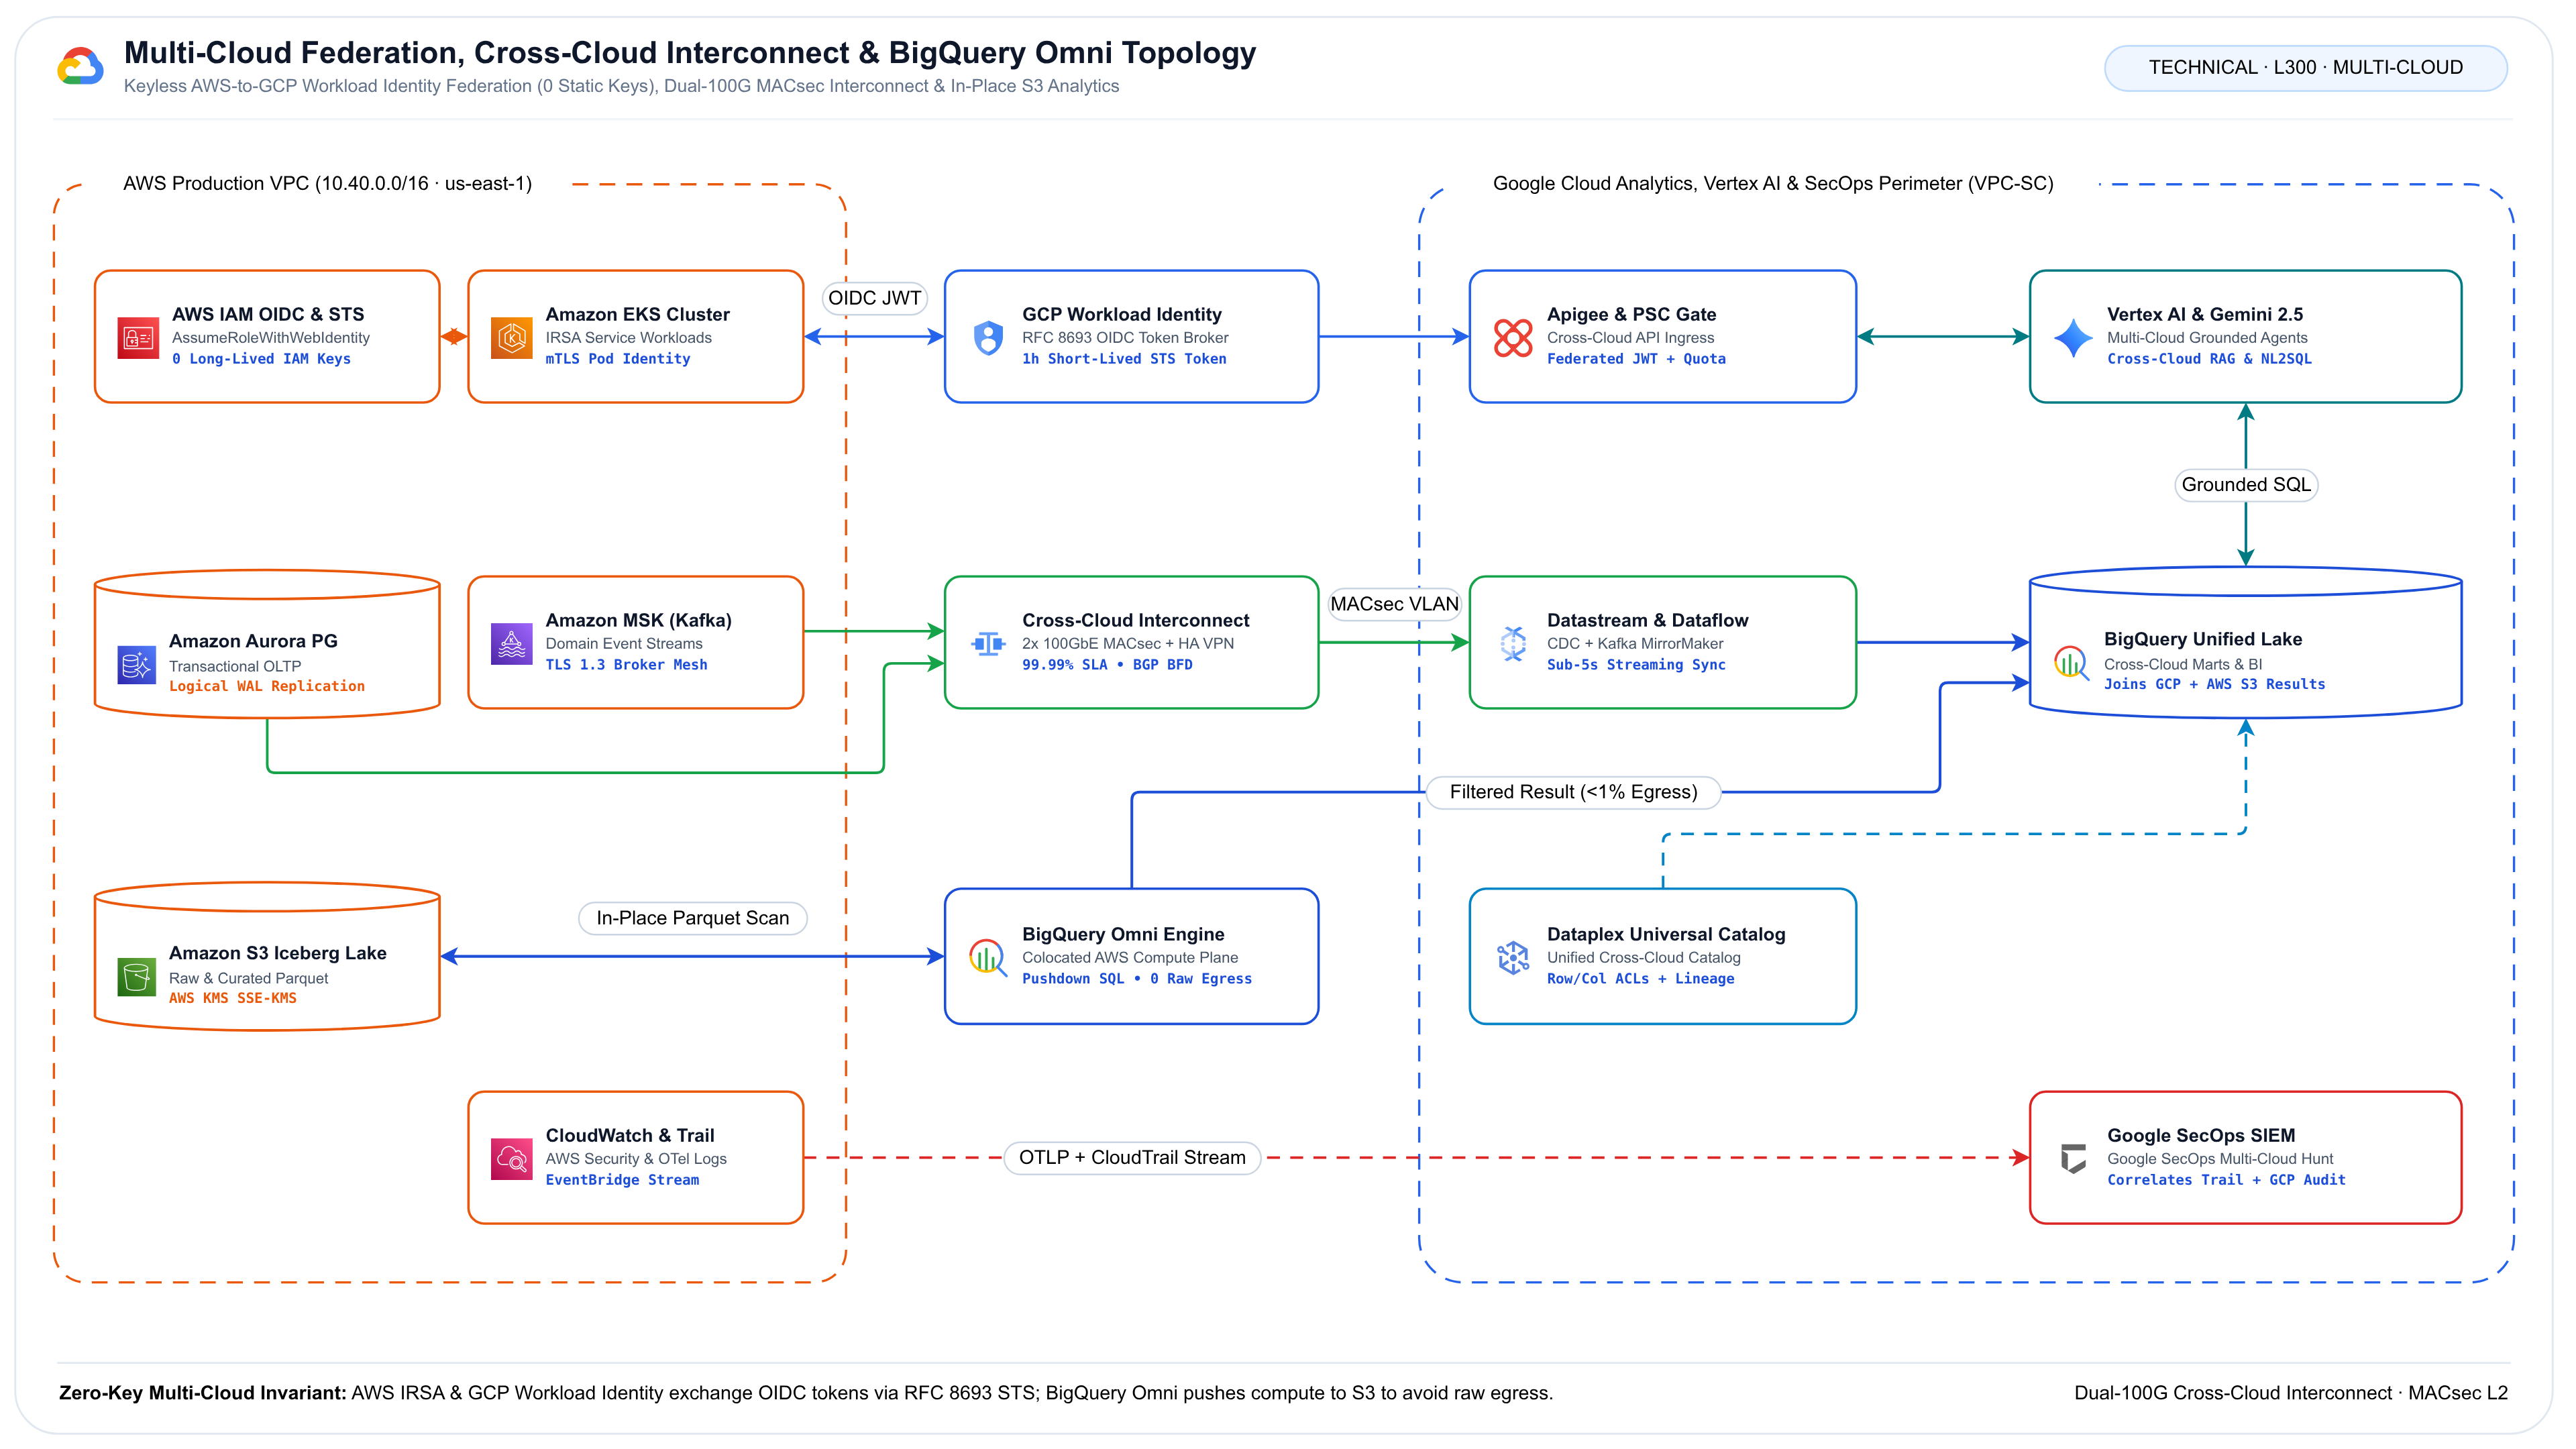 Multi-Cloud Federation, Cross-Cloud Interconnect & BigQuery Omni Topology
Keyless AWS-to-GCP Workload Identity Federation (0 Static Keys), Dual-100G MACsec Interconnect & In-Place S3 Analytics
TECHNICAL · L300 · MULTI-CLOUD
AWS Production VPC (10.40.0.0/16 · us-east-1)
Google Cloud Analytics, Vertex AI & SecOps Perimeter (VPC-SC)
AWS IAM OIDC & STS
AssumeRoleWithWebIdentity
0 Long-Lived IAM Keys
Amazon EKS Cluster
IRSA Service Workloads
mTLS Pod Identity
OIDC JWT
GCP Workload Identity
RFC 8693 OIDC Token Broker
1h Short-Lived STS Token
Apigee & PSC Gate
Cross-Cloud API Ingress
Federated JWT + Quota
Vertex AI & Gemini 2.5
Multi-Cloud Grounded Agents
Cross-Cloud RAG & NL2SQL
Grounded SQL
Amazon Aurora PG
Transactional OLTP
Logical WAL Replication
Amazon MSK (Kafka)
Domain Event Streams
TLS 1.3 Broker Mesh
Cross-Cloud Interconnect
2x 100GbE MACsec + HA VPN
99.99% SLA • BGP BFD
MACsec VLAN
Datastream & Dataflow
CDC + Kafka MirrorMaker
Sub-5s Streaming Sync
BigQuery Unified Lake
Cross-Cloud Marts & BI
Joins GCP + AWS S3 Results
Filtered Result (<1% Egress)
Amazon S3 Iceberg Lake
Raw & Curated Parquet
AWS KMS SSE-KMS
In-Place Parquet Scan
BigQuery Omni Engine
Colocated AWS Compute Plane
Pushdown SQL • 0 Raw Egress
Dataplex Universal Catalog
Unified Cross-Cloud Catalog
Row/Col ACLs + Lineage
CloudWatch & Trail
AWS Security & OTel Logs
EventBridge Stream
OTLP + CloudTrail Stream
Google SecOps SIEM
Google SecOps Multi-Cloud Hunt
Correlates Trail + GCP Audit
Zero-Key Multi-Cloud Invariant: AWS IRSA & GCP Workload Identity exchange OIDC tokens via RFC 8693 STS; BigQuery Omni pushes compute to S3 to avoid raw egress.
Dual-100G Cross-Cloud Interconnect · MACsec L2